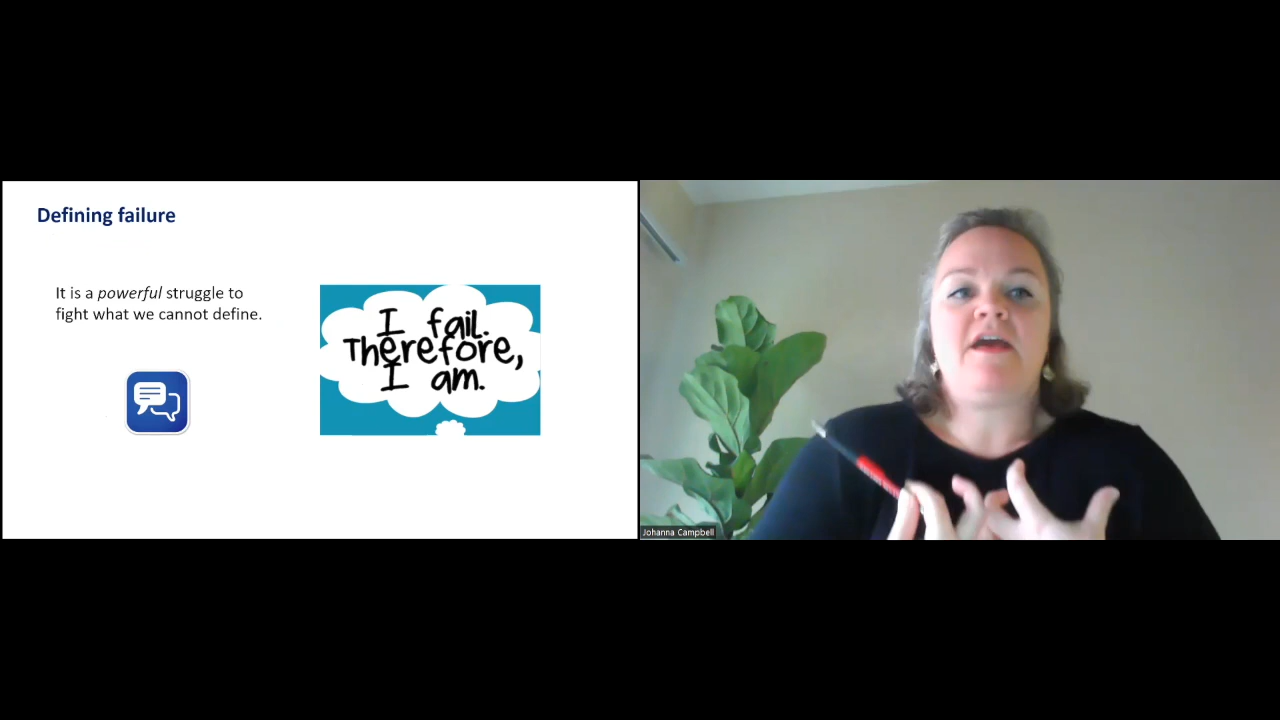 Defining failure
It is a powerful struggle to
fight what we cannot define.
I fail.
Therefore,
I am.
Johanna Campbell